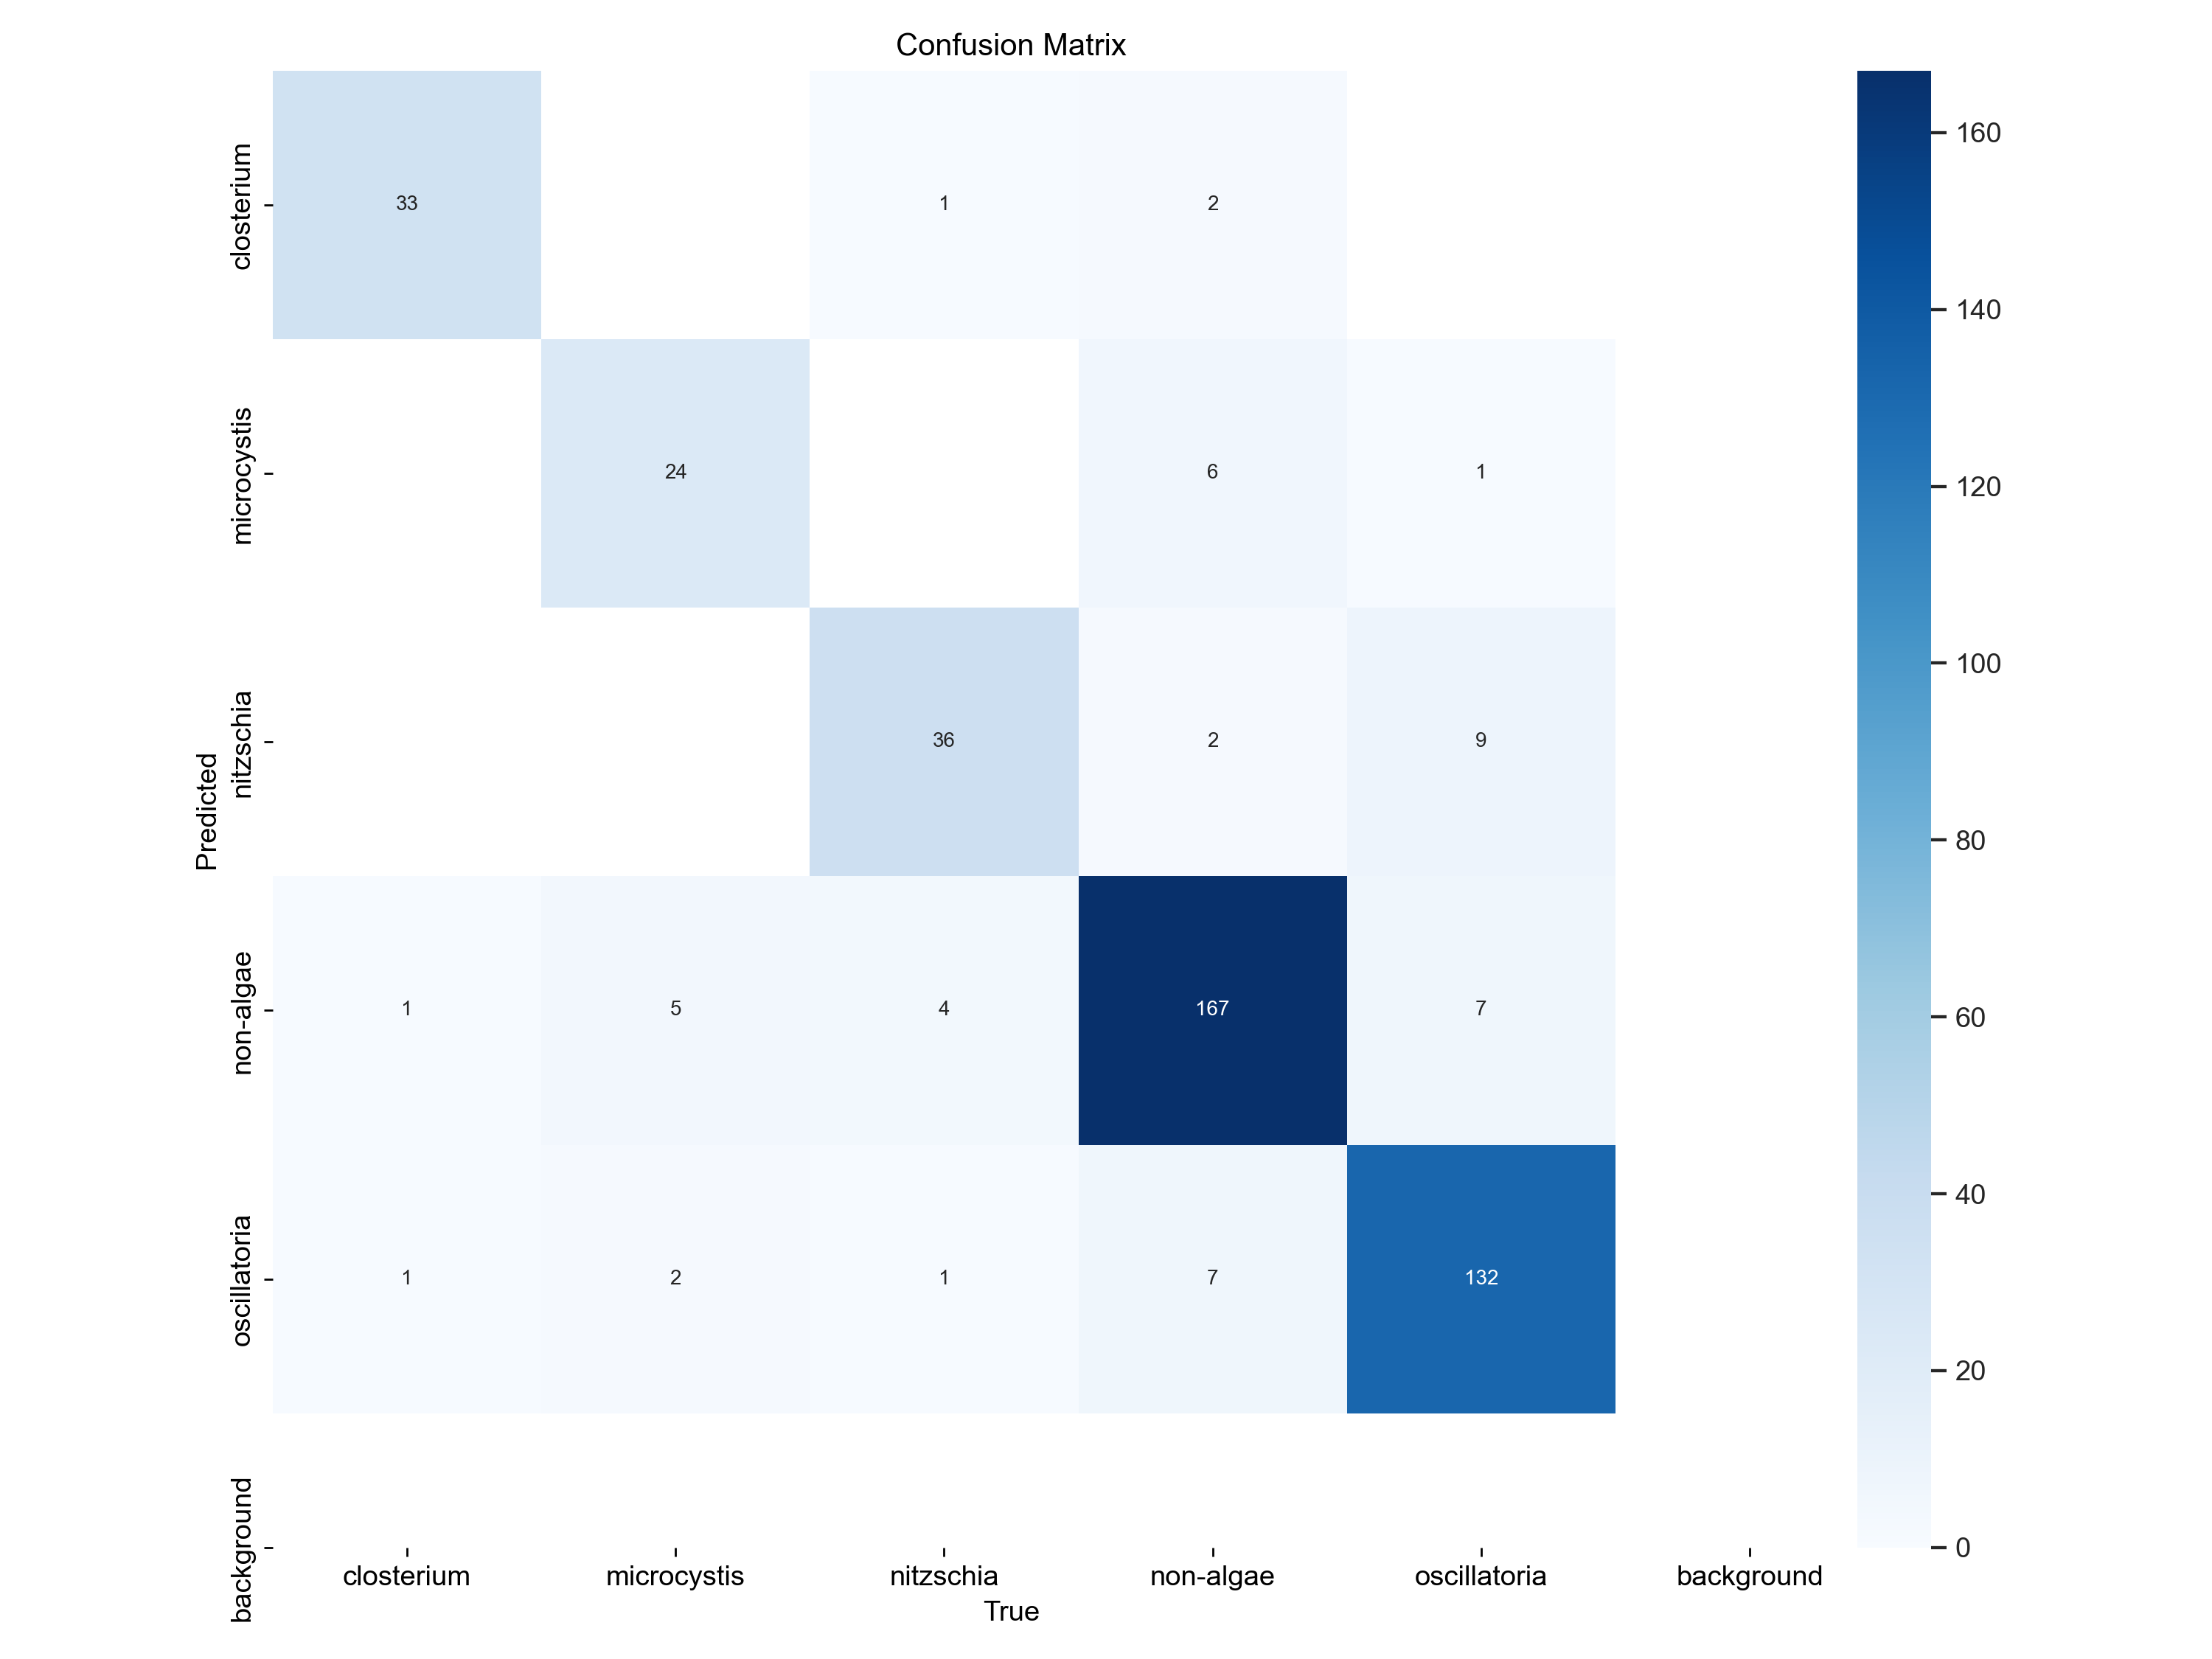 Confusion Matrix
closterium
33
1
2
microcystis
24
6
1
nitzschia
36
2
9
non-algae
1
5
4
167
7
oscillatoria
1
2
1
7
132
background
Predicted
closterium
microcystis
nitzschia
non-algae
oscillatoria
background
True
160
140
120
100
80
60
40
20
0